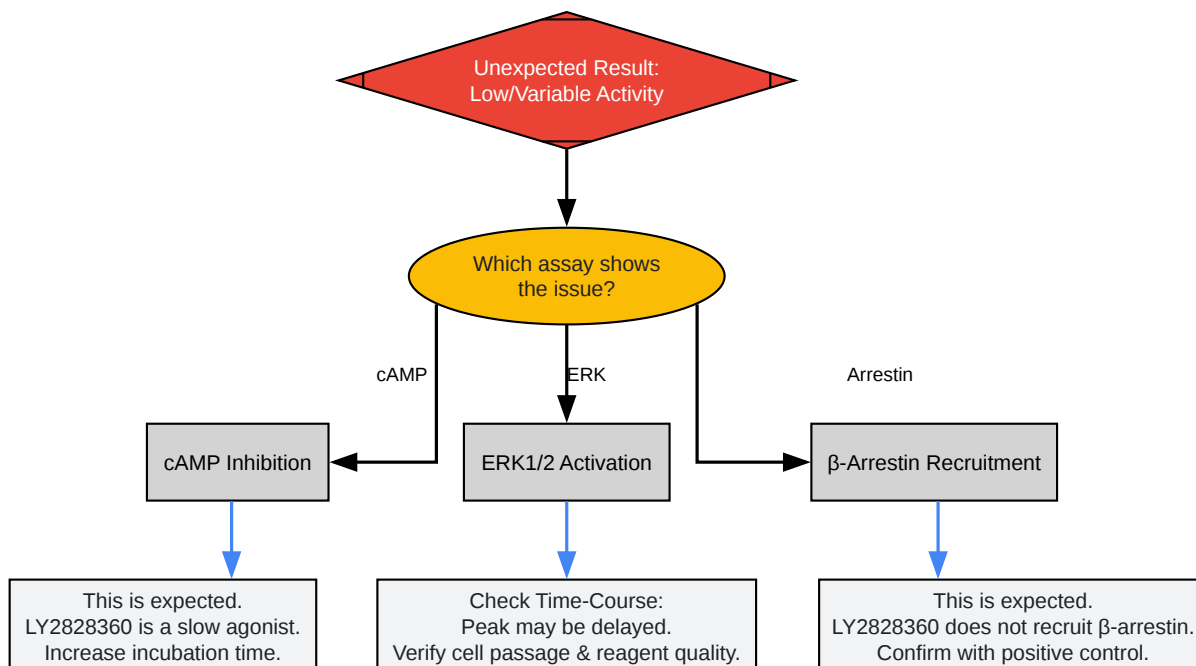 Unexpected Result:
Low/Variable Activity
Which assay shows
the issue?
cAMP
ERK
Arrestin
cAMP Inhibition
ERK1/2 Activation
β-Arrestin Recruitment
This is expected.
LY2828360 is a slow agonist.
Increase incubation time.
Check Time-Course:
Peak may be delayed.
Verify cell passage & reagent quality.
This is expected.
LY2828360 does not recruit β-arrestin.
Confirm with positive control.